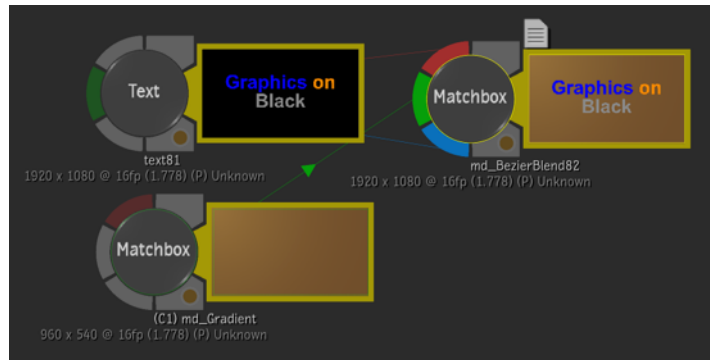 Text
Graphics on
Black
text81
1920 x 1080 @ 16fp (1.778) (P) Unknown
Matchbox
Graphics on
Black
md_BezierBlend82
1920 x 1080 @ 16fp (1.778) (P) Unknown
Matchbox
(C1) md_Gradient
960 x 540 @ 16fp (1.778) (P) Unknown